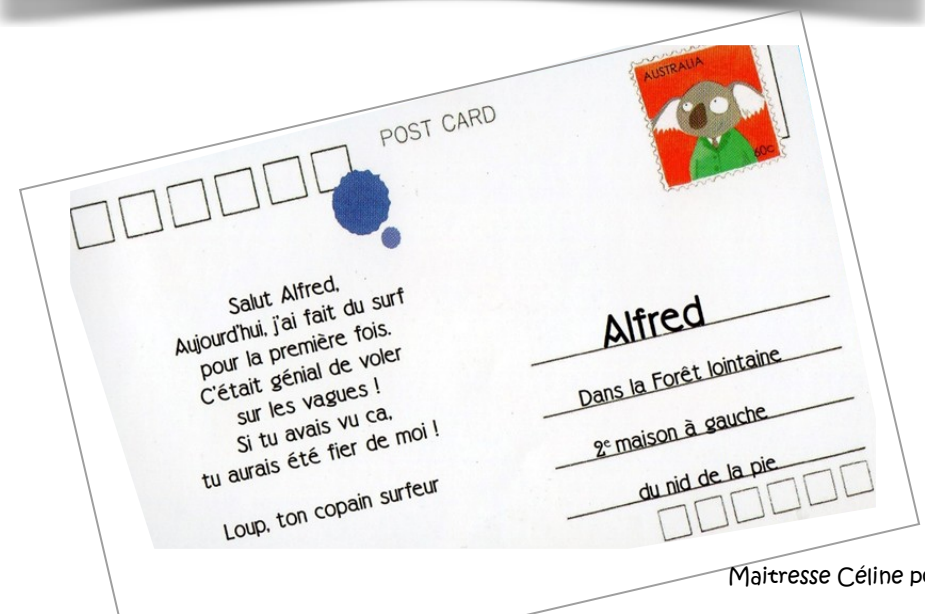 POST CARD
AUSTRALIA
60c
Salut Alfred,
Aujourd'hui, j'ai fait du surf
pour la première fois.
C'était génial de voler
sur les vagues !
Si tu avais vu ca,
tu aurais été fier de moi !
Loup, ton copain surfeur
Alfred
Dans la Forêt lointaine
2e maison à gauche
du nid de la pie
Maitresse Céline